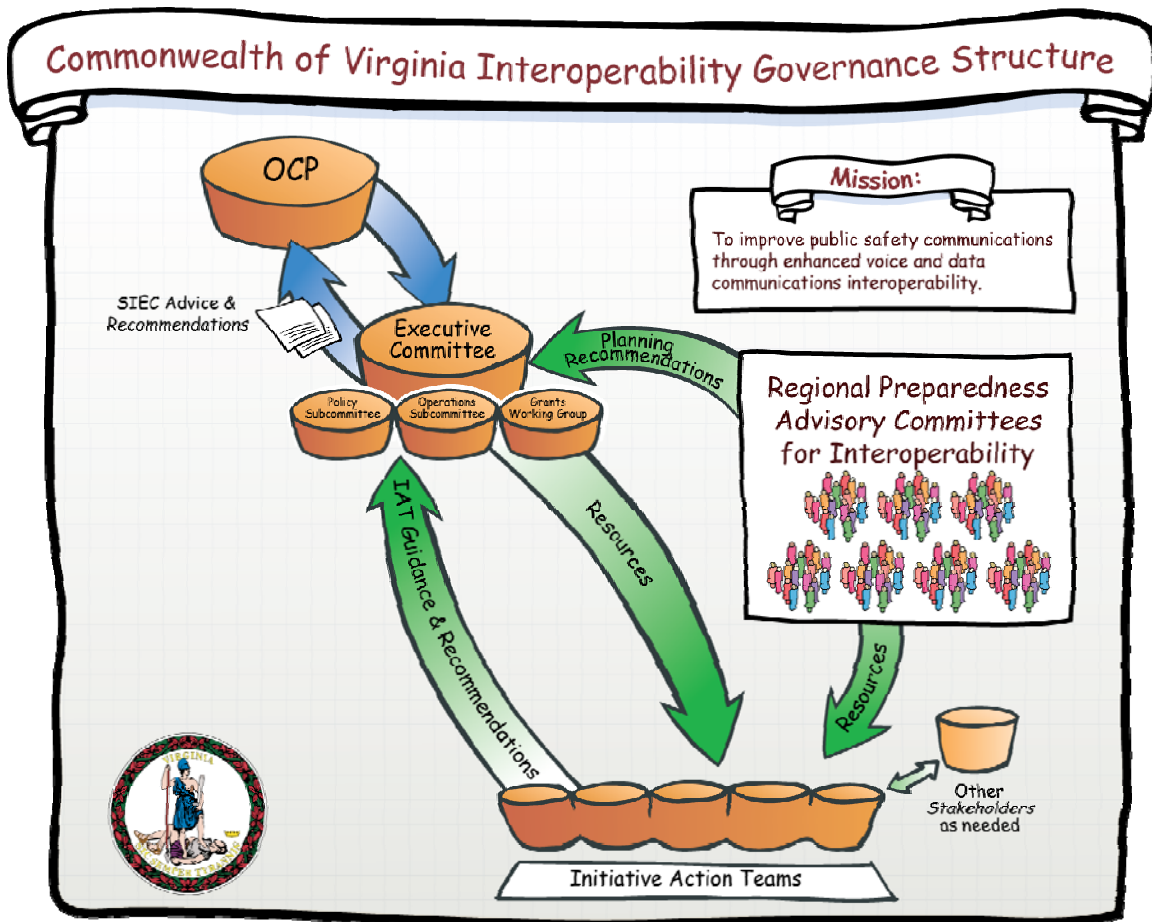 Commonwealth of Virginia Interoperability Governance Structure
OCP
Mission:
To improve public safety communications
through enhanced voice and data
communications interoperability.
SIEC Advice &
Recommendations
Executive
Committee
Planning
Recommendations
Policy
Subcommittee
Operations
Subcommittee
Grants
Working Group
Regional Preparedness
Advisory Committees
for Interoperability
IAT Guidance & Recommendations
Resources
Resources
Other
Stakeholders
as needed
Initiative Action Teams
VIRGINIA